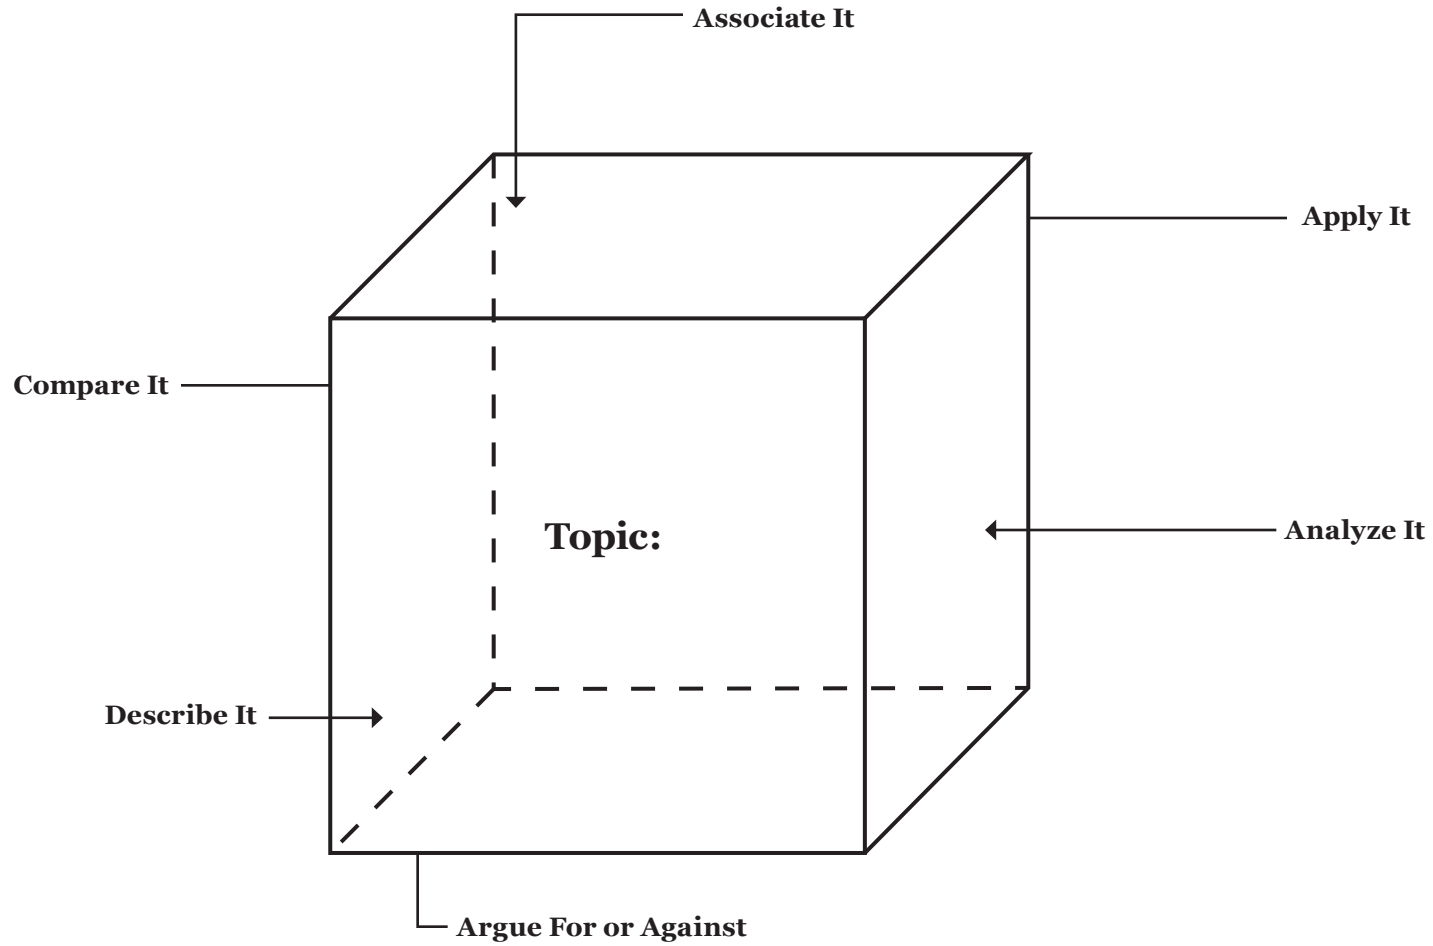 Associate It
Apply It
Compare It
Topic:
Analyze It
Describe It
Argue For or Against